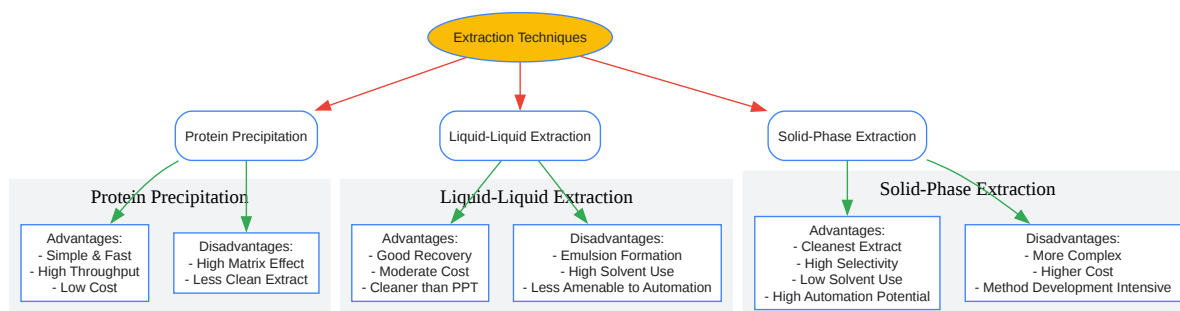 Extraction Techniques
Protein Precipitation
Liquid-Liquid Extraction
Solid-Phase Extraction
Protein Precipitation
Advantages:
- Simple & Fast
- High Throughput
- Low Cost
Disadvantages:
- High Matrix Effect
- Less Clean Extract
Liquid-Liquid Extraction
Advantages:
- Good Recovery
- Moderate Cost
- Cleaner than PPT
Disadvantages:
- Emulsion Formation
- High Solvent Use
- Less Amenable to Automation
Solid-Phase Extraction
Advantages:
- Cleanest Extract
- High Selectivity
- Low Solvent Use
- High Automation Potential
Disadvantages:
- More Complex
- Higher Cost
- Method Development Intensive